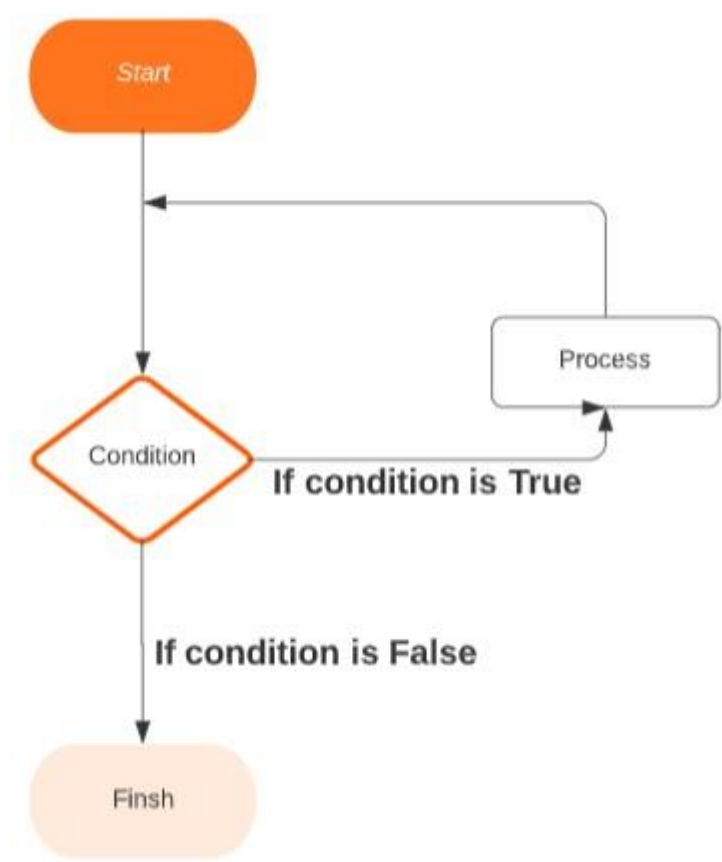 Start
Process
Condition
If condition is True
If condition is False
Finsh